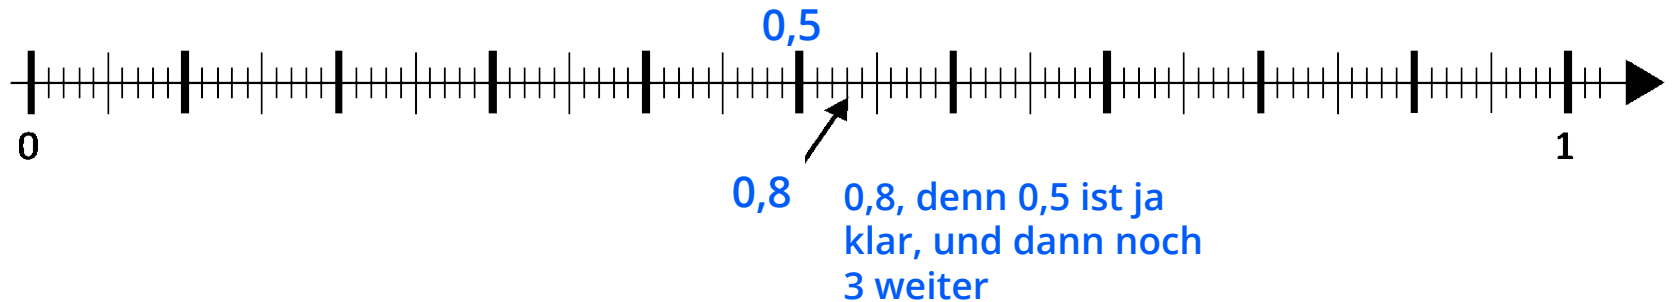 0,5
0 1
0,8
0,8, denn 0,5 ist ja
klar, und dann noch
3 weiter